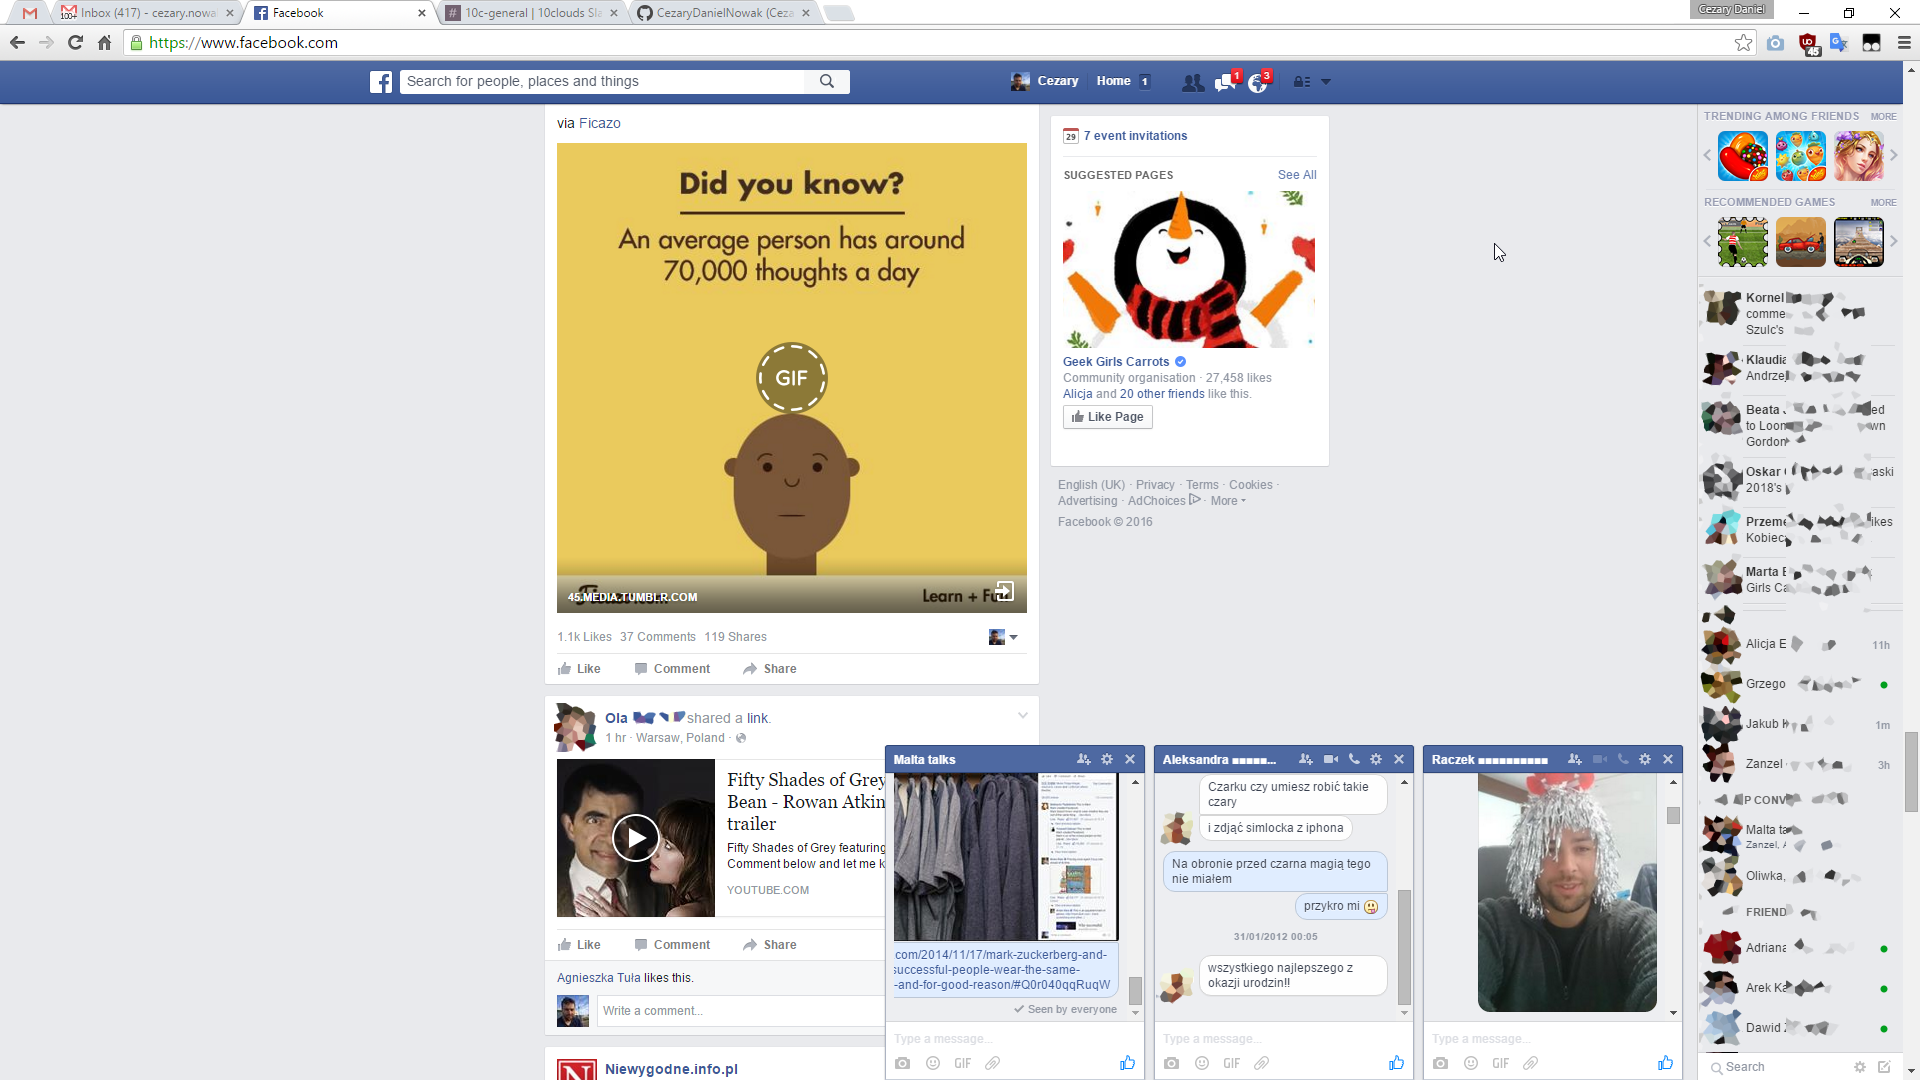 Inbox (417) - cezary.nowa
Facebook
10c-general | 10clouds Sla
CezaryDanielNowak (Ceza
Cezary Daniel
https://www.facebook.com
45
Search for people, places and things
Cezary
Home 1
1
3
via Ficazo
Did you know?
An average person has around
70,000 thoughts a day
GIF
45.MEDIA.TUMBLR.COM
Learn + Fu
1.1k Likes 37 Comments 119 Shares
Like Comment Share
Ola
shared a link.
1 hr · Warsaw, Poland ·
Fifty Shades of Grey
Bean - Rowan Atkin
trailer
Fifty Shades of Grey featuring
Comment below and let me k
YOUTUBE.COM
Like Comment Share
Agnieszka Tuła likes this.
Write a comment...
Niewygodne.info.pl
29 7 event invitations
SUGGESTED PAGES See All
Geek Girls Carrots
Community organisation · 27,458 likes
Alicja and 20 other friends like this.
Like Page
English (UK) · Privacy · Terms · Cookies ·
Advertising · AdChoices · More
Facebook © 2016
Malta talks
com/2014/11/17/mark-zuckerberg-and-
successful-people-wear-the-same-
-and-for-good-reason/#Q0r040qqRuqW
Seen by everyone
Type a message...
GIF
Aleksandra
Czarku czy umiesz robić takie
czary
i zdjąć simlocka z iphona
Na obronie przed czarna magią tego
nie miałem
przykro mi
31/01/2012 00:05
wszystkiego najlepszego z
okazji urodzin!!
Type a message...
GIF
Raczek
Type a message...
GIF
TRENDING AMONG FRIENDS MORE
RECOMMENDED GAMES MORE
Kornel
comme
Szulc's
Klaudia
Andrzej
Beata
ed
to Loon
wn
Gordon
Oskar
aski
2018's
Przeme
ikes
Kobiec
Marta E
Girls Ca
Alicja E
11h
Grzego
Jakub K
1m
Zanzel
3h
P CONV
Malta ta
Zanzel, A
Oliwka,
FRIEND
Adriana
Arek Ka
Dawid
Search